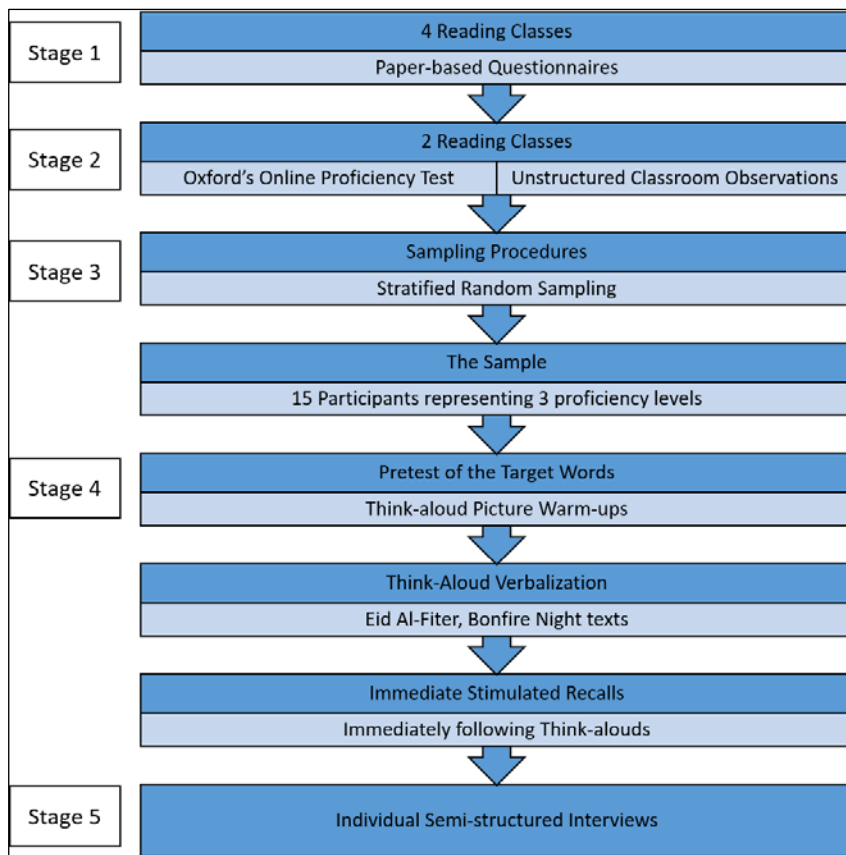 Stage 1
4 Reading Classes
Paper-based Questionnaires
Stage 2
2 Reading Classes
Oxford's Online Proficiency Test
Unstructured Classroom Observations
Stage 3
Sampling Procedures
Stratified Random Sampling
The Sample
15 Participants representing 3 proficiency levels
Stage 4
Pretest of the Target Words
Think-aloud Picture Warm-ups
Think-Aloud Verbalization
Eid Al-Fiter, Bonfire Night texts
Immediate Stimulated Recalls
Immediately following Think-alouds
Stage 5
Individual Semi-structured Interviews